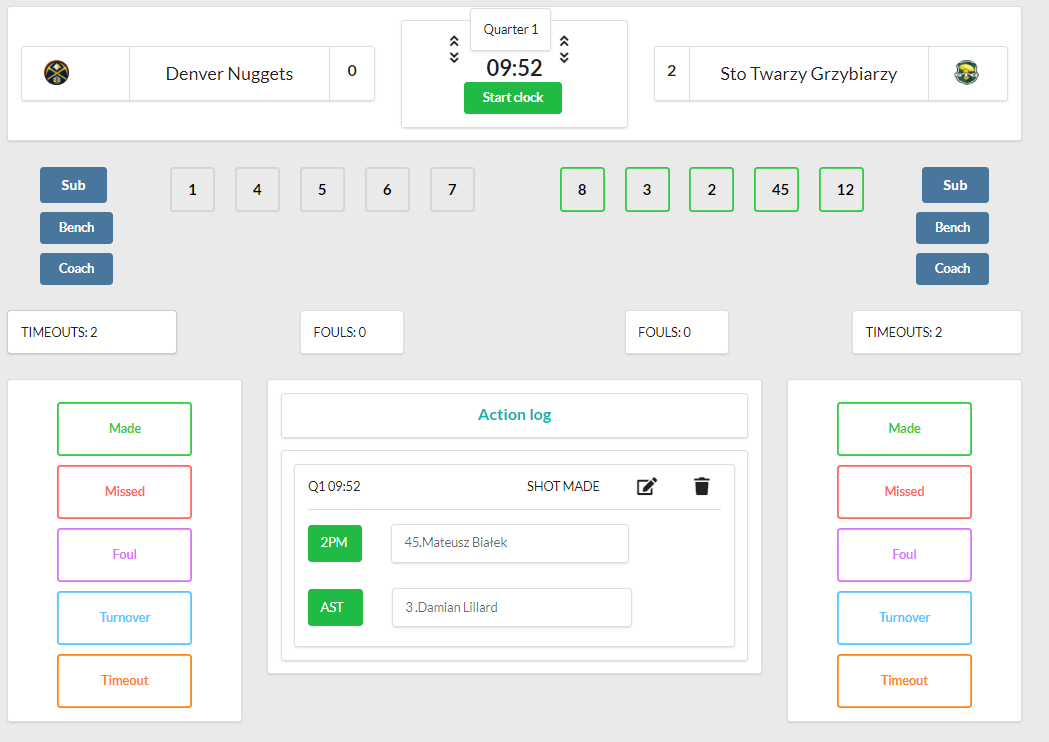 Quarter 1
Denver Nuggets
0
09:52
2
Sto Twarzy Grzybiarzy
Start clock
Sub
1
4
5
6
7
8
3
2
45
12
Sub
Bench
Bench
Coach
Coach
TIMEOUTS: 2
FOULS: 0
FOULS: 0
TIMEOUTS: 2
Made
Missed
Foul
Turnover
Timeout
Action log
Q1 09:52
SHOT MADE
2PM
45.Mateusz Białek
AST
3 .Damian Lillard
Made
Missed
Foul
Turnover
Timeout